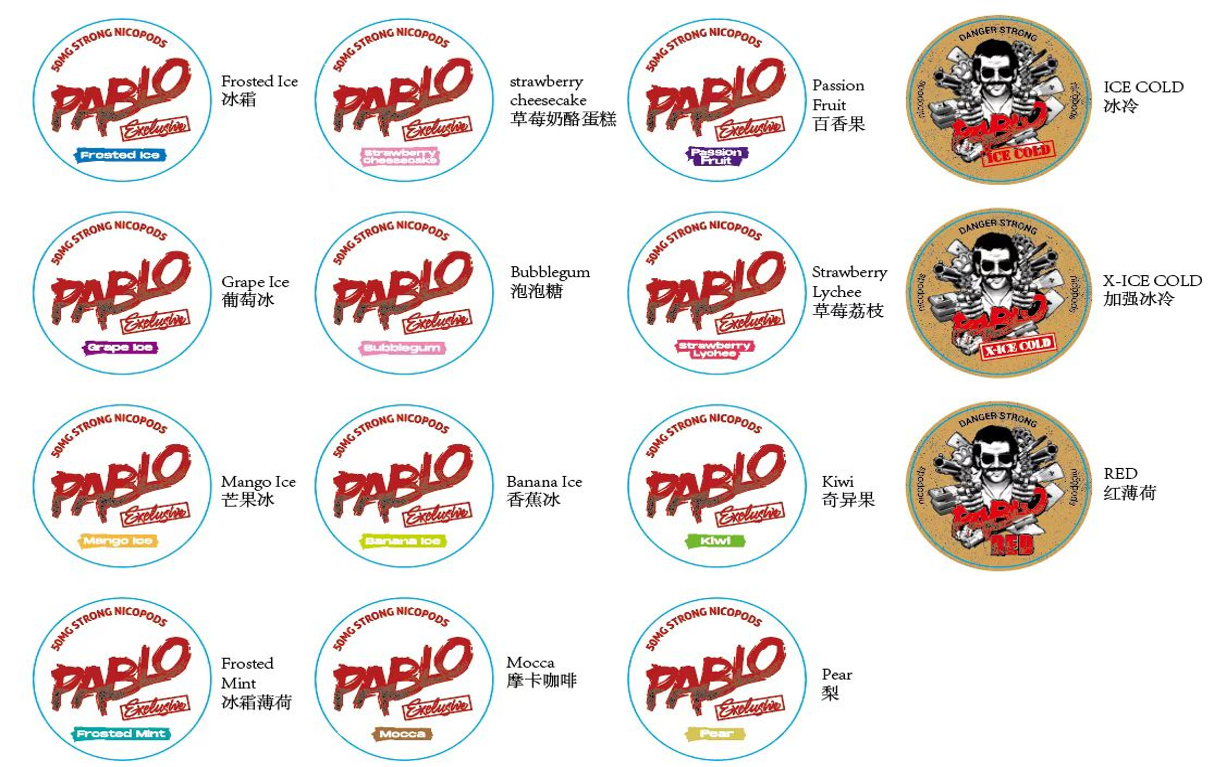 50MG STRONG NICOPODS
PABLO
Exclusive
Frosted Ice
Frosted Ice
冰霜
50MG STRONG NICOPODS
PABLO
Exclusive
Strawberry
Cheesecake
strawberry
cheesecake
草莓奶酪蛋糕
50MG STRONG NICOPODS
PABLO
Exclusive
Passion
Fruit
Passion
Fruit
百香果
DANGER STRONG
nicopods
nicopods
PABLO
ICE COLD
ICE COLD
冰冷
50MG STRONG NICOPODS
PABLO
Exclusive
Grape Ice
Grape Ice
葡萄冰
50MG STRONG NICOPODS
PABLO
Exclusive
Bubblegum
Bubblegum
泡泡糖
50MG STRONG NICOPODS
PABLO
Exclusive
Strawberry
Lychee
Strawberry
Lychee
草莓荔枝
DANGER STRONG
nicopods
nicopods
PABLO
X-ICE COLD
X-ICE COLD
加强冰冷
50MG STRONG NICOPODS
PABLO
Exclusive
Mango Ice
Mango Ice
芒果冰
50MG STRONG NICOPODS
PABLO
Exclusive
Banana Ice
Banana Ice
香蕉冰
50MG STRONG NICOPODS
PABLO
Exclusive
Kiwi
Kiwi
奇异果
DANGER STRONG
nicopods
nicopods
PABLO
RED
RED
红薄荷
50MG STRONG NICOPODS
PABLO
Exclusive
Frosted Mint
Frosted
Mint
冰霜薄荷
50MG STRONG NICOPODS
PABLO
Exclusive
Mocca
Mocca
摩卡咖啡
50MG STRONG NICOPODS
PABLO
Exclusive
Pear
Pear
梨